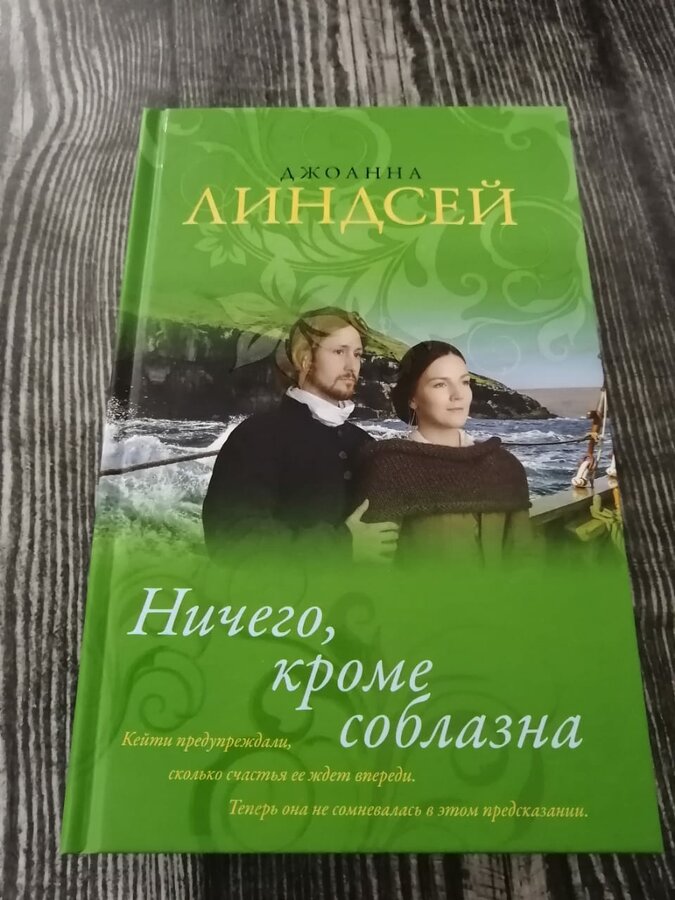 ДЖОАННА
ЛИНДСЕЙ
Ничего,
кроме
соблазна
Кейти предупреждали,
сколько счастья ее ждет впереди.
Теперь она не сомневалась в этом предсказании.